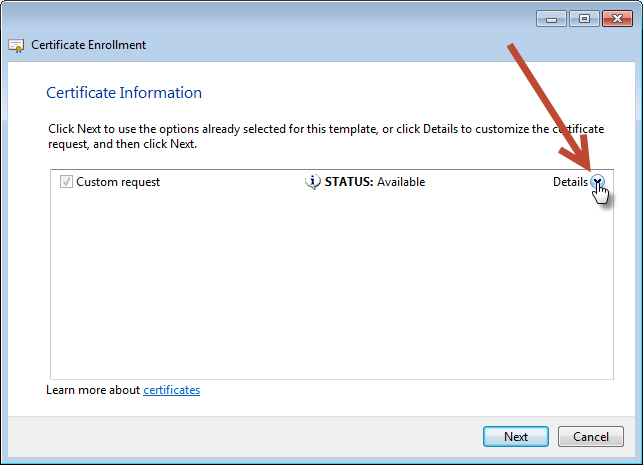 Certificate Enrollment
Certificate Information
Click Next to use the options already selected for this template, or click Details to customize the certificate
request, and then click Next.
Custom request
STATUS: Available
Details
Learn more about certificates
Next
Cancel